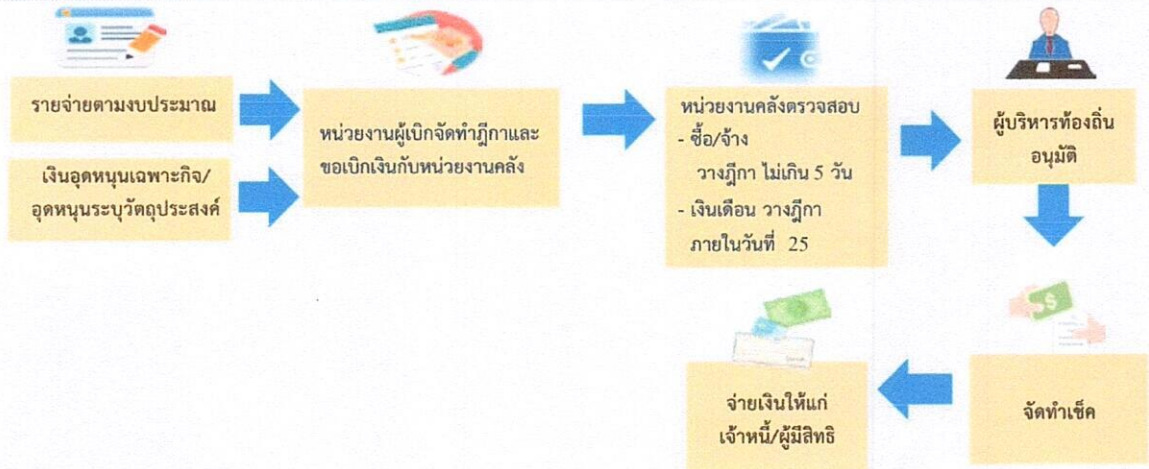 รายจ่ายตามงบประมาณ
เงินอุดหนุนเฉพาะกิจ/
อุดหนุนระบุวัตถุประสงค์
หน่วยงานผู้เบิกจัดทำฎีกาและ
ขอเบิกเงินกับหน่วยงานคลัง
หน่วยงานคลังตรวจสอบ
- ซื้อ/จ้าง
วางฎีกา ไม่เกิน 5 วัน
- เงินเดือน วางฎีกา
ภายในวันที่ 25
ผู้บริหารท้องถิ่น
อนุมัติ
จัดทำเช็ค
จ่ายเงินให้แก่
เจ้าหนี้/ผู้มีสิทธิ